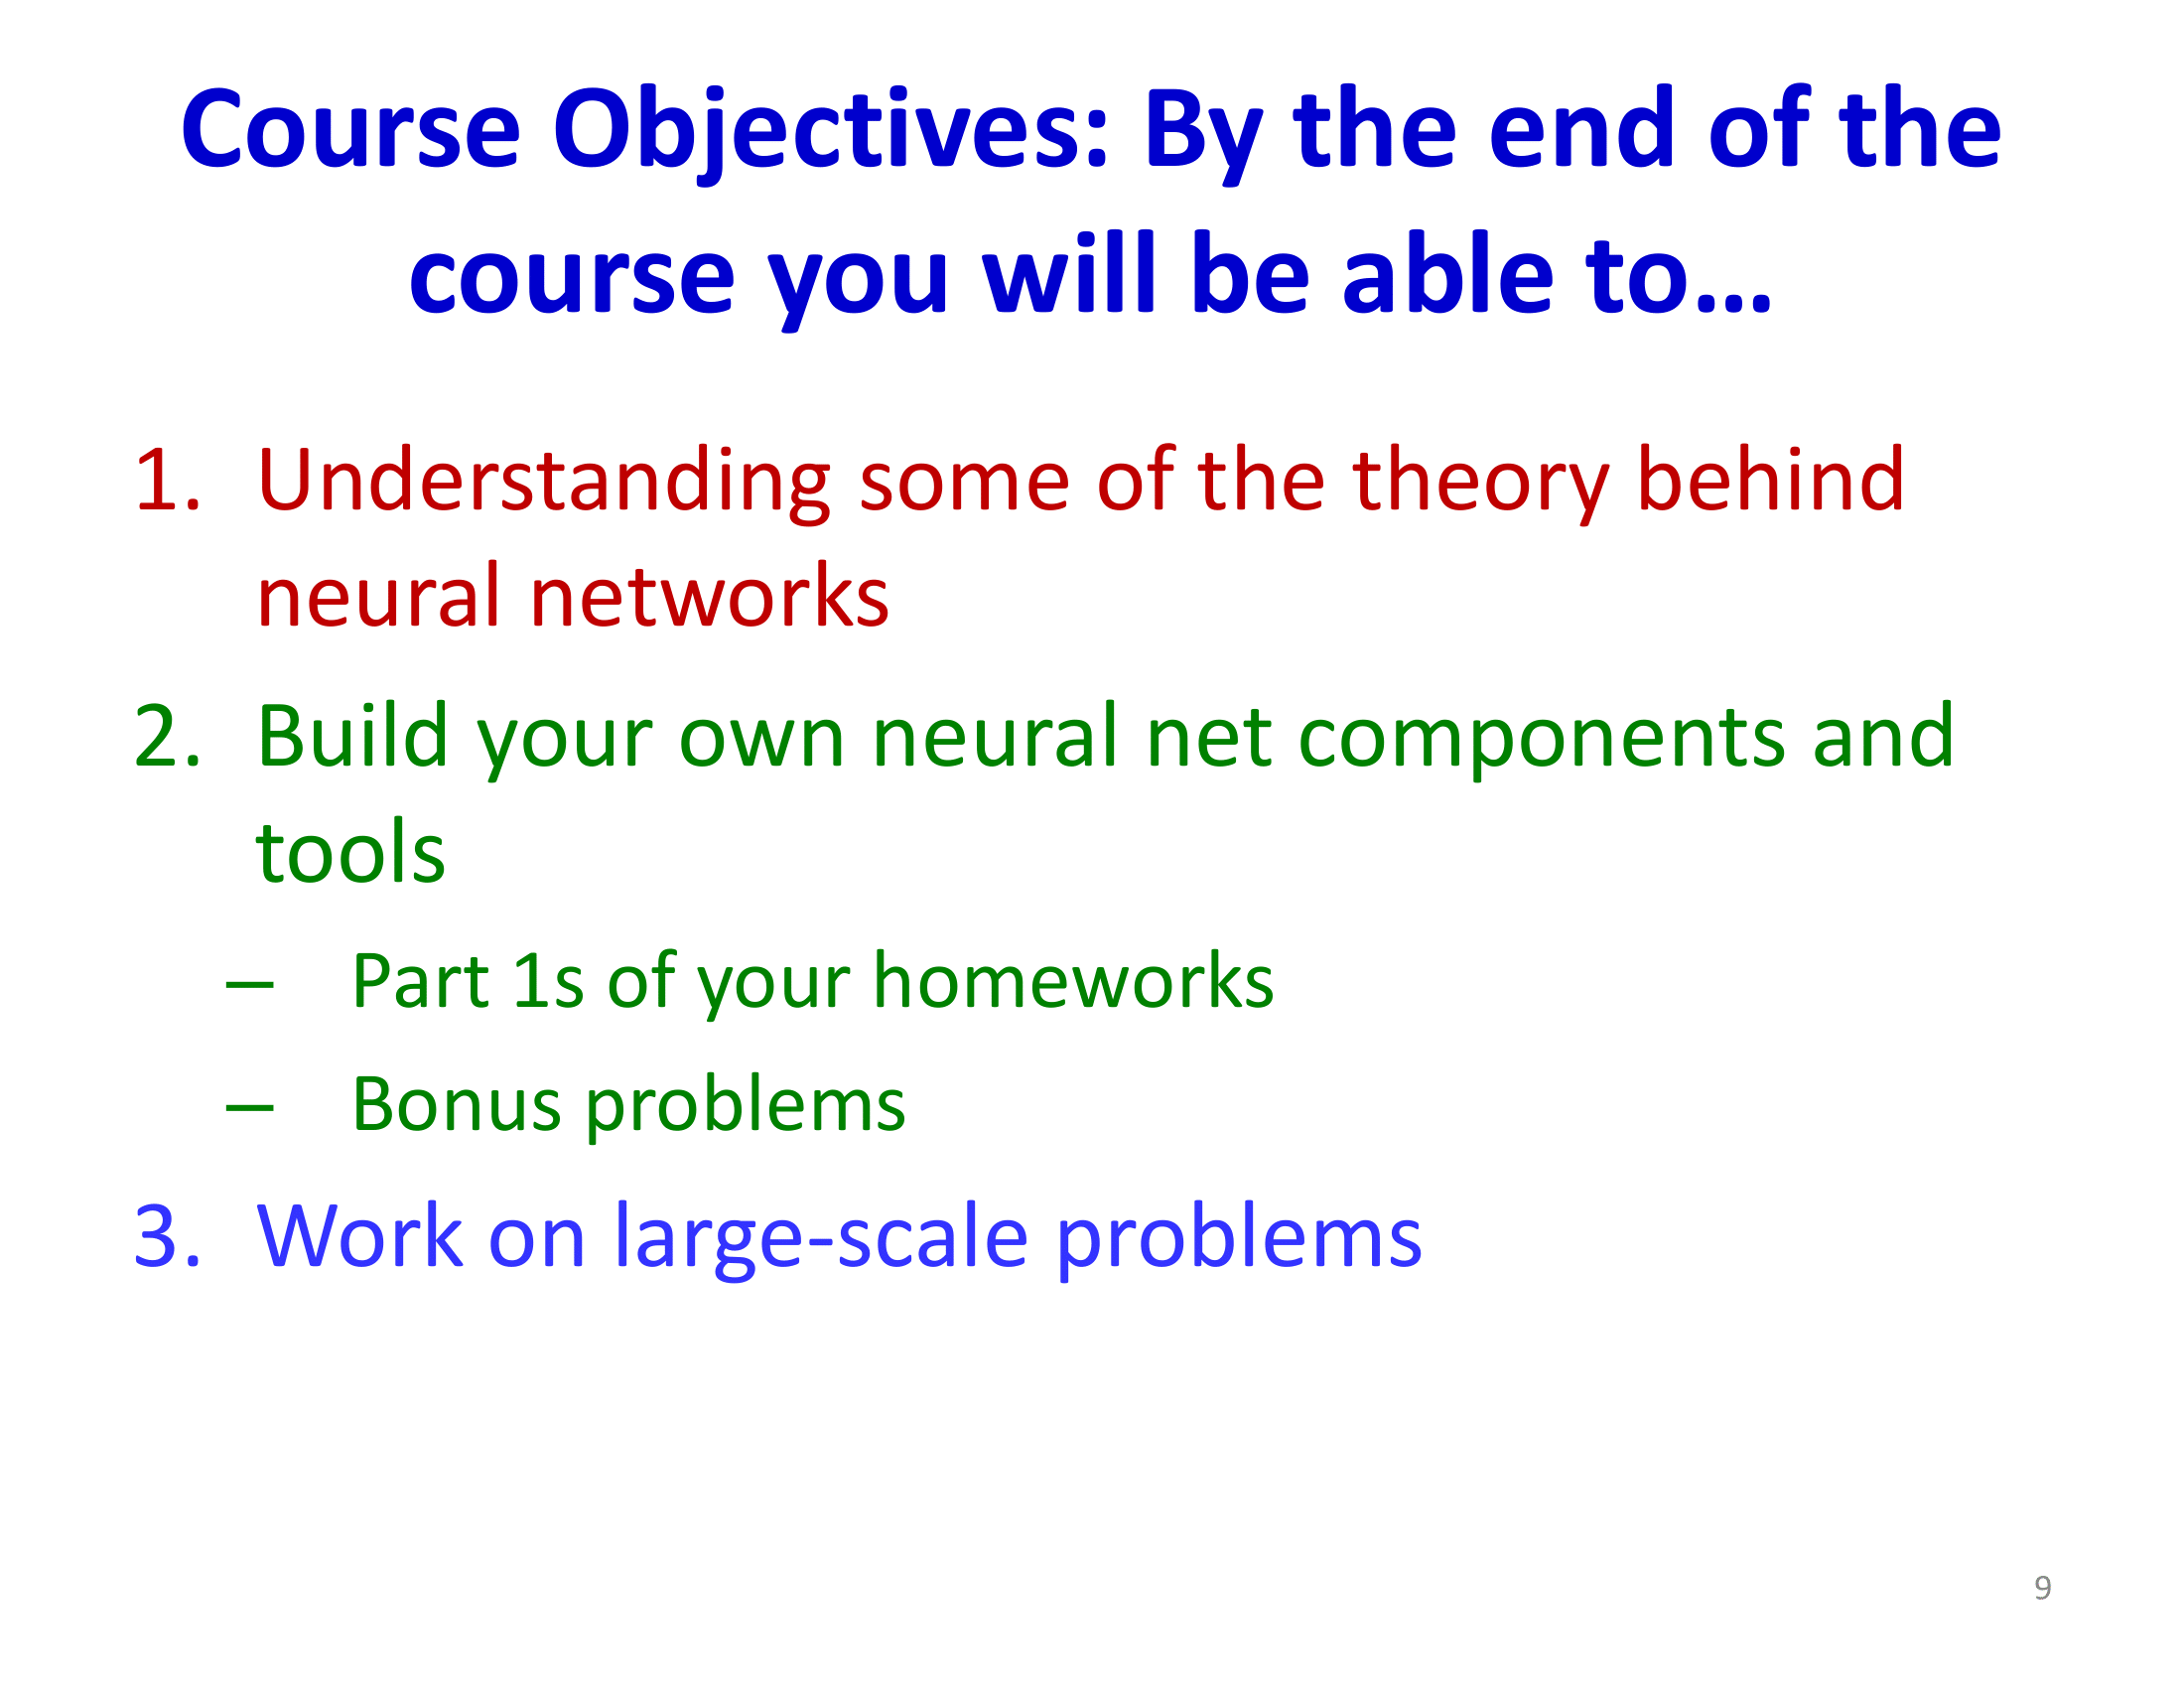 Course Objectives: By the end of the
course you will be able to…
1. Understanding some of the theory behind
neural networks
2. Build your own neural net components and
tools
– Part 1s of your homeworks
– Bonus problems
3. Work on large-scale problems
9